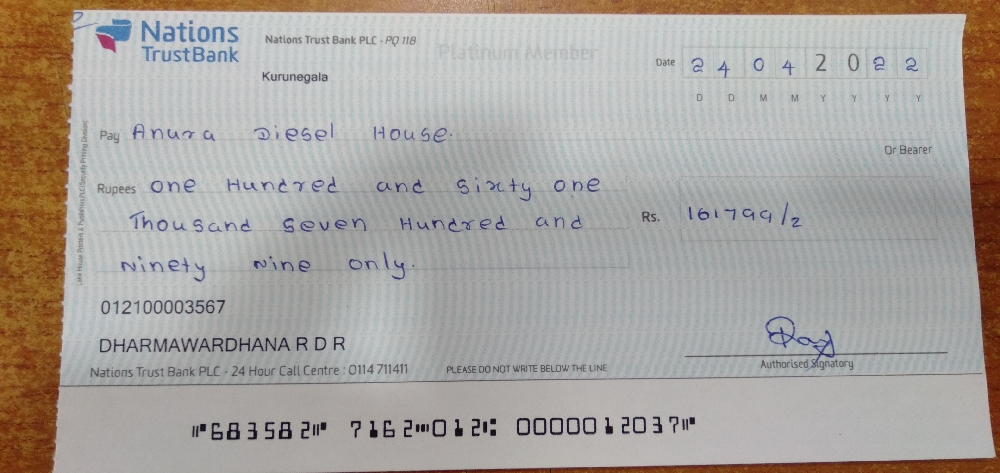 Nations
TrustBank
Nations Trust Bank PLC - PQ 118
Platinum Member
Kurunegala
Date 2 4 0 4 2 0 2 2
D D M M Y Y Y Y
Pay Anura Diesel House.
Or Bearer
Rupees one Hundred and sixty one
Thousand seven Hundred and
Rs. 161799/2
Ninety Nine only.
012100003567
DHARMAWARDHANA R D R
Nations Trust Bank PLC - 24 Hour Call Centre : 0114 711411
PLEASE DO NOT WRITE BELOW THE LINE
Authorised Signatory
⑈683582⑈ 7162⑉012⑆ 0000012037⑈